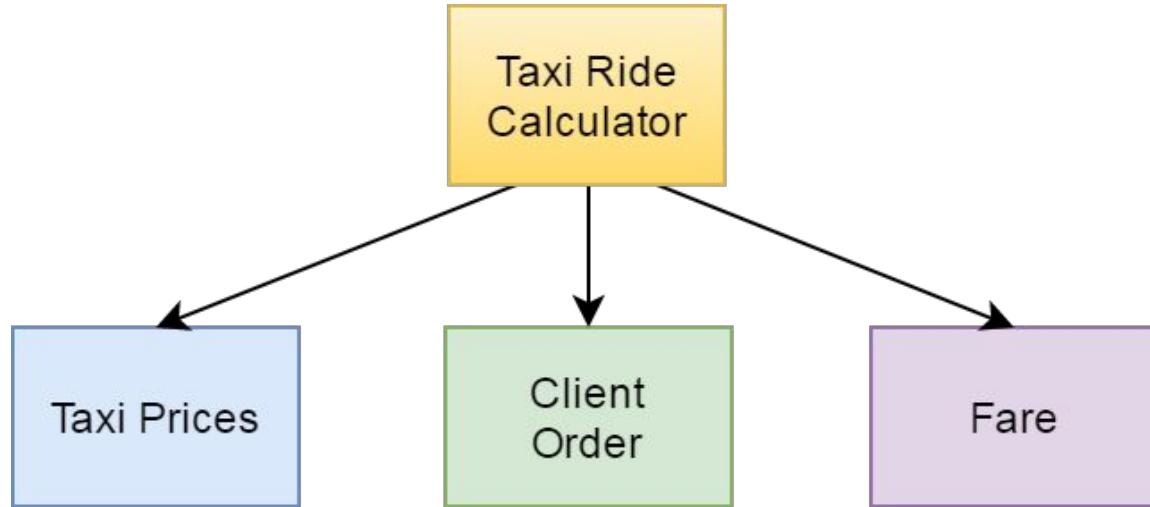 Taxi Ride
Calculator
Taxi Prices
Client
Order
Fare